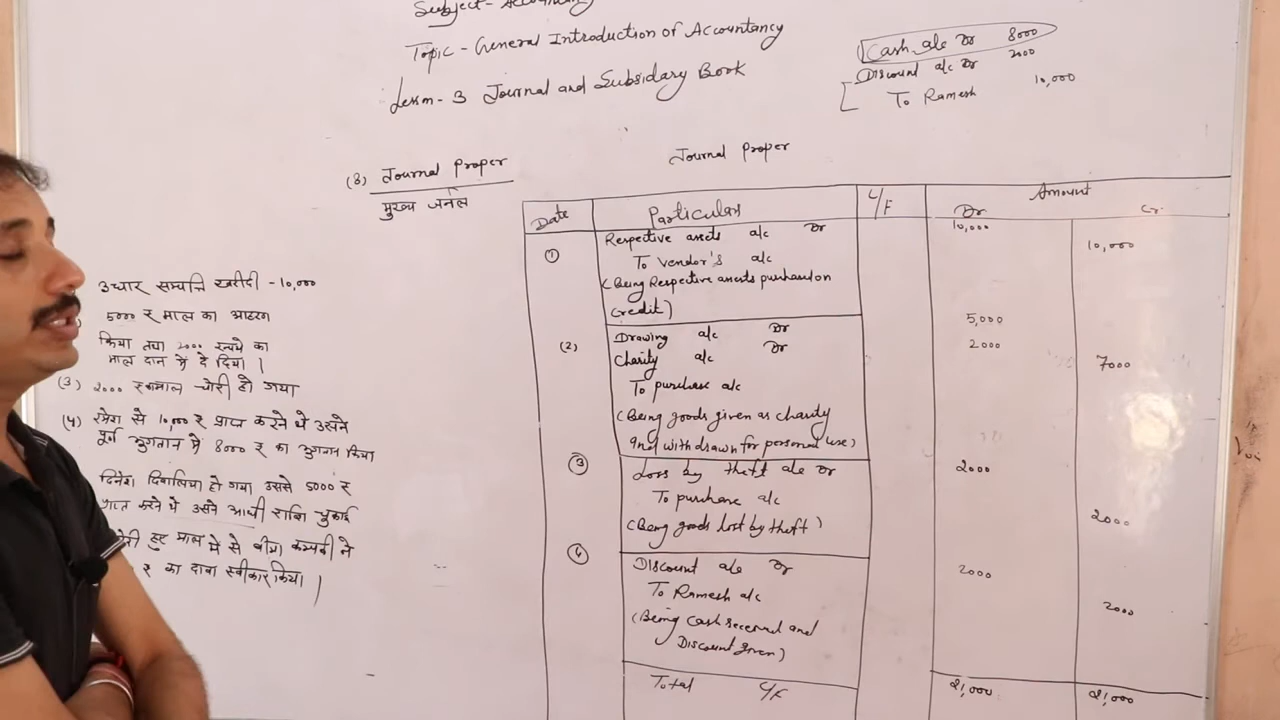 Subject - Accountancy
Topic - General Introduction of Accountancy
Lesson - 3 Journal and Subsidary Book
Cash a/c Dr 8000
Discount a/c Dr 2000
To Ramesh 10,000
(8) Journal Proper
मुख्य जर्नल
Journal Proper
उधार सम्पत्ति खरीदी - 10,000
5000 ₹ माल का आहरण
किया तथा 2000 रुपये का
माल दान में दे दिया |
(3) 2000 ₹ का माल चोरी हो गया
(4) रमेश से 10,000 ₹ प्राप्त करने थे उसने
पूर्ण भुगतान में 8000 ₹ का भुगतान किया
दिनेश दिवालिया हो गया उससे 5000 ₹
प्राप्त करने थे उसने आधी राशि चुकाई
हुए माल में से बीमा कम्पनी ने
₹ का दावा स्वीकार किया |
Date Particulars L/F Amount
Dr Cr.
① Respective assets a/c Dr 10,000
To Vendor's a/c 10,000
(Being Respective assets purchased on
credit)
(2) Drawing a/c Dr 5,000
Charity a/c Dr 2000
To purchase a/c 7000
(Being goods given as charity
and withdrawn for personal use)
③ Loss by theft a/c Dr 2000
To purchase a/c 2000
(Being goods lost by theft)
④ Discount a/c Dr 2000
To Ramesh a/c 2000
(Being cash received and
Discount given)
Total C/F 21,000 21,000